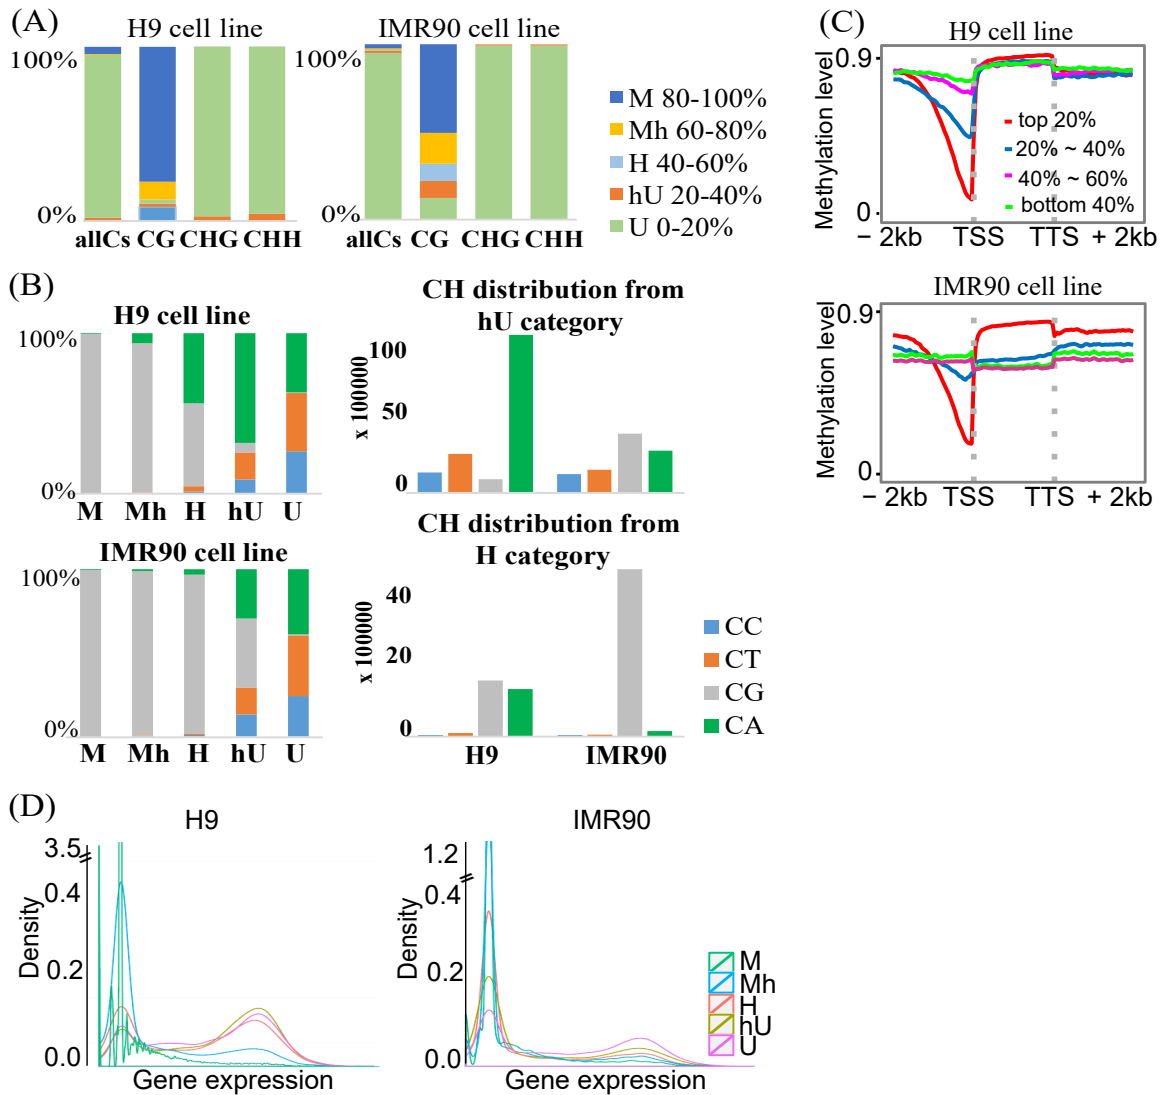 (A)
H9 cell line
IMR90 cell line
100%
0%
allCs CG CHG CHH
100%
0%
allCs CG CHG CHH
M 80-100%
Mh 60-80%
H 40-60%
hU 20-40%
U 0-20%
(C)
H9 cell line
Methylation level
0.9
0
top 20%
20% ~ 40%
40% ~ 60%
bottom 40%
− 2kb TSS TTS + 2kb
IMR90 cell line
Methylation level
0.9
0
− 2kb TSS TTS + 2kb
(B)
H9 cell line
100%
0%
M Mh H hU U
CH distribution from
hU category
x 100000
100
50
0
IMR90 cell line
100%
0%
M Mh H hU U
CH distribution from
H category
x 100000
40
20
0
H9 IMR90
CC
CT
CG
CA
(D)
H9
Density
3.5
0.4
0.2
0.0
Gene expression
IMR90
Density
1.2
0.4
0.2
0.0
Gene expression
M
Mh
H
hU
U